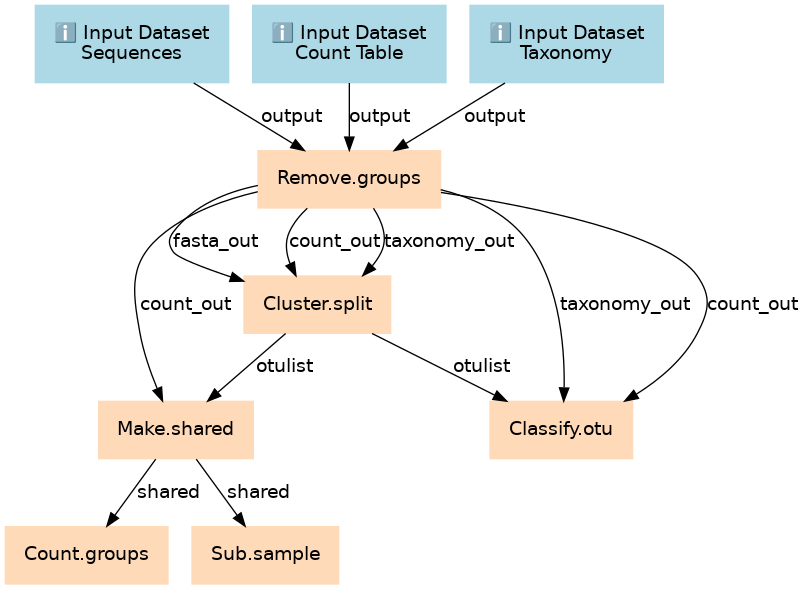 ℹ️ Input Dataset
Sequences
ℹ️ Input Dataset
Count Table
ℹ️ Input Dataset
Taxonomy
output
output
output
Remove.groups
fasta_out
count_out
taxonomy_out
Cluster.split
count_out
taxonomy_out
count_out
otulist
otulist
Make.shared
Classify.otu
shared
shared
Count.groups
Sub.sample